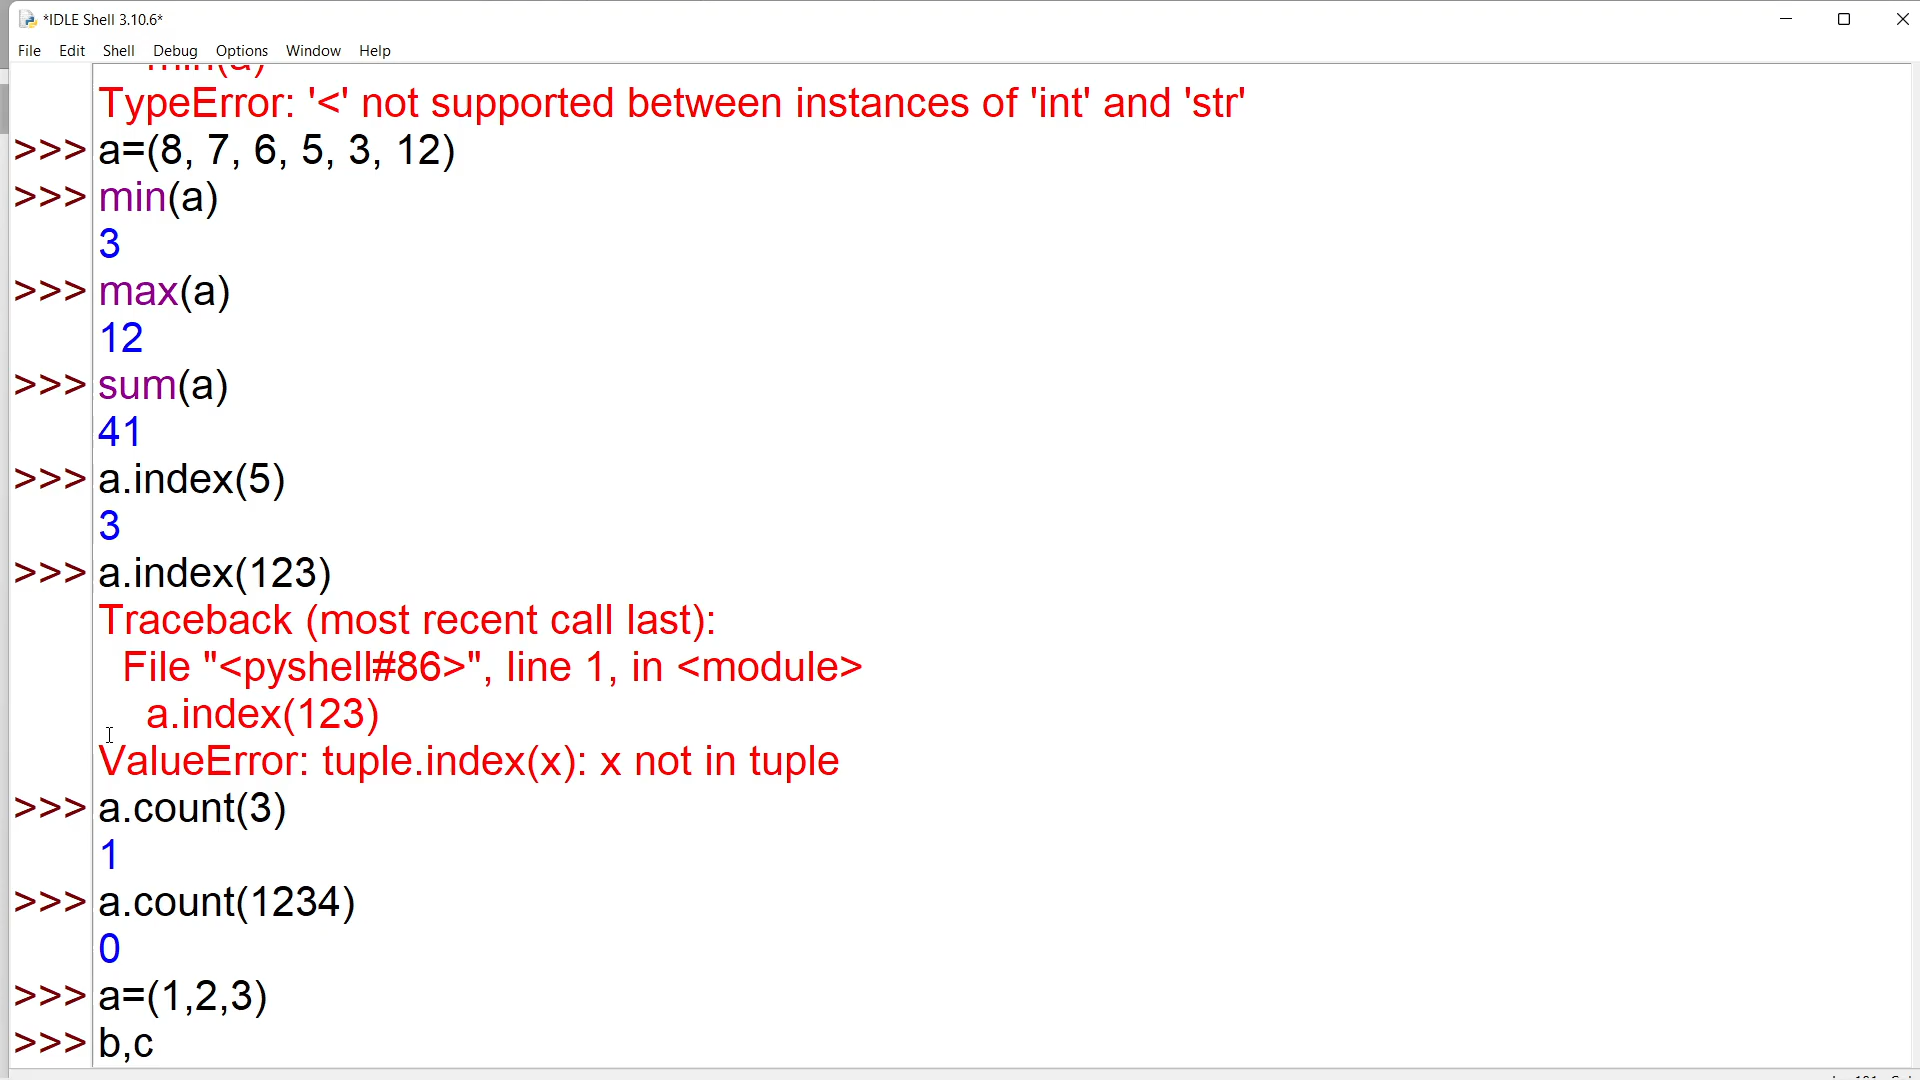 *IDLE Shell 3.10.6*
File Edit Shell Debug Options Window Help
min(a)
TypeError: '<' not supported between instances of 'int' and 'str'
>>> a=(8, 7, 6, 5, 3, 12)
>>> min(a)
3
>>> max(a)
12
>>> sum(a)
41
>>> a.index(5)
3
>>> a.index(123)
Traceback (most recent call last):
File "<pyshell#86>", line 1, in <module>
a.index(123)
ValueError: tuple.index(x): x not in tuple
>>> a.count(3)
1
>>> a.count(1234)
0
>>> a=(1,2,3)
>>> b,c